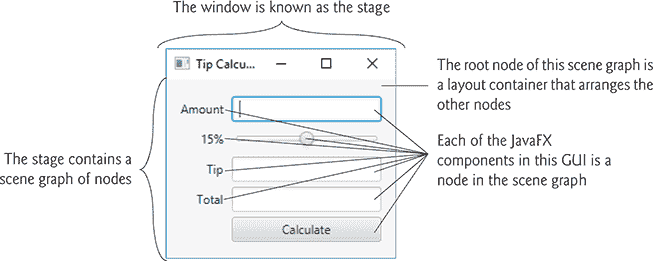 The window is known as the stage
Tip Calcu...
The root node of this scene graph is
a layout container that arranges the
other nodes
Amount
15%
Tip
Total
Calculate
The stage contains a
scene graph of nodes
Each of the JavaFX
components in this GUI is a
node in the scene graph